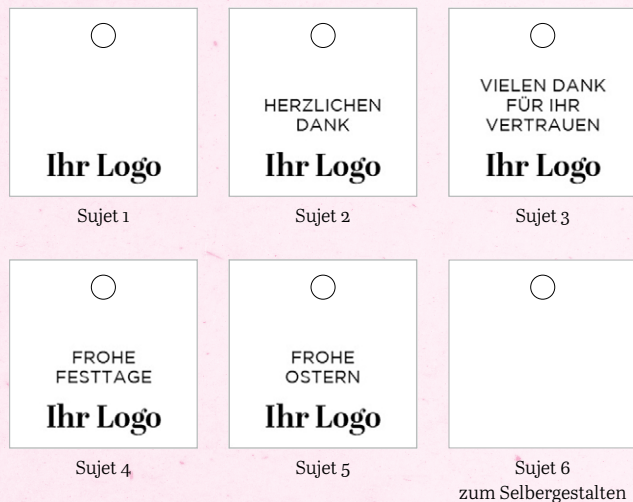 Ihr Logo
Sujet 1
HERZLICHEN
DANK
Ihr Logo
Sujet 2
VIELEN DANK
FÜR IHR
VERTRAUEN
Ihr Logo
Sujet 3
FROHE
FESTTAGE
Ihr Logo
Sujet 4
FROHE
OSTERN
Ihr Logo
Sujet 5
Sujet 6
zum Selbergestalten